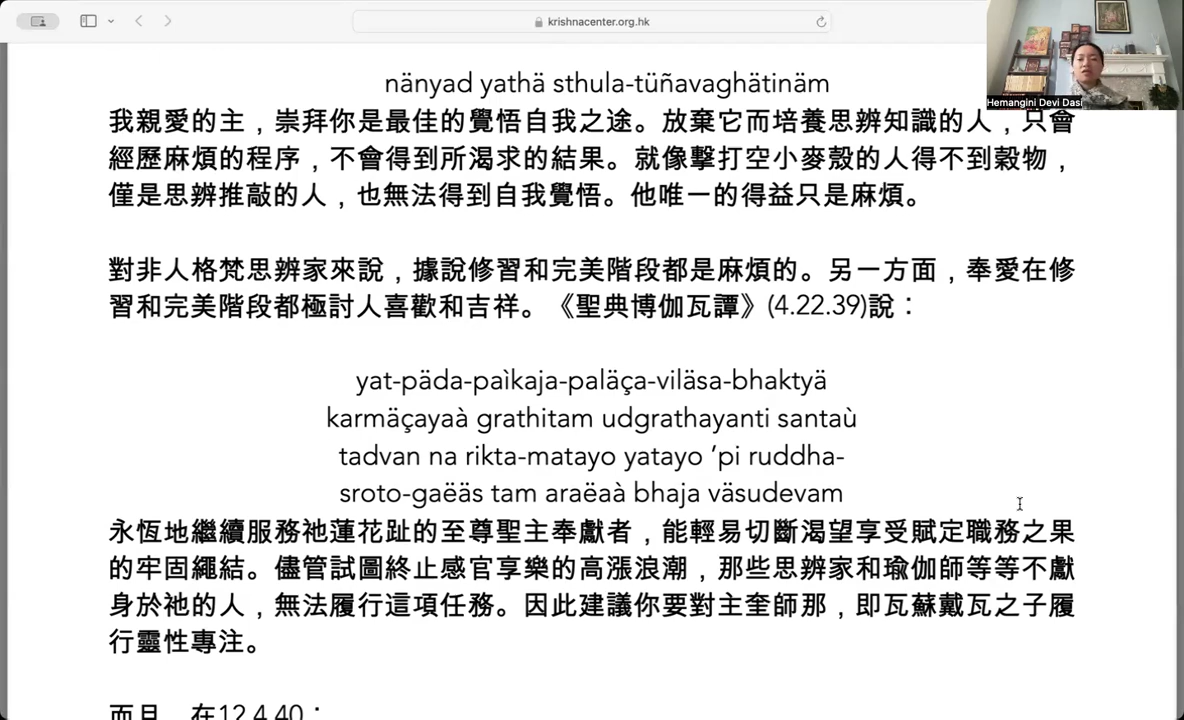 krishnacenter.org.hk
Hemangini Devi Dasi
nänyad yathä sthula-tüñavaghätinäm
我親愛的主，崇拜你是最佳的覺悟自我之途。放棄它而培養思辨知識的人，只會
經歷麻煩的程序，不會得到所渴求的結果。就像擊打空小麥殼的人得不到穀物，
僅是思辨推敲的人，也無法得到自我覺悟。他唯一的得益只是麻煩。
對非人格梵思辨家來說，據說修習和完美階段都是麻煩的。另一方面，奉愛在修
習和完美階段都極討人喜歡和吉祥。《聖典博伽瓦譚》(4.22.39)說：
yat-päda-paìkaja-paläça-viläsa-bhaktyä
karmäçayaà grathitam udgrathayanti santaù
tadvan na rikta-matayo yatayo ’pi ruddha-
sroto-gaëäs tam araëaà bhaja väsudevam
永恆地繼續服務祂蓮花趾的至尊聖主奉獻者，能輕易切斷渴望享受賦定職務之果
的牢固繩結。儘管試圖終止感官享樂的高漲浪潮，那些思辨家和瑜伽師等等不獻
身於祂的人，無法履行這項任務。因此建議你要對主奎師那，即瓦蘇戴瓦之子履
行靈性專注。
而且，在12.4.40：